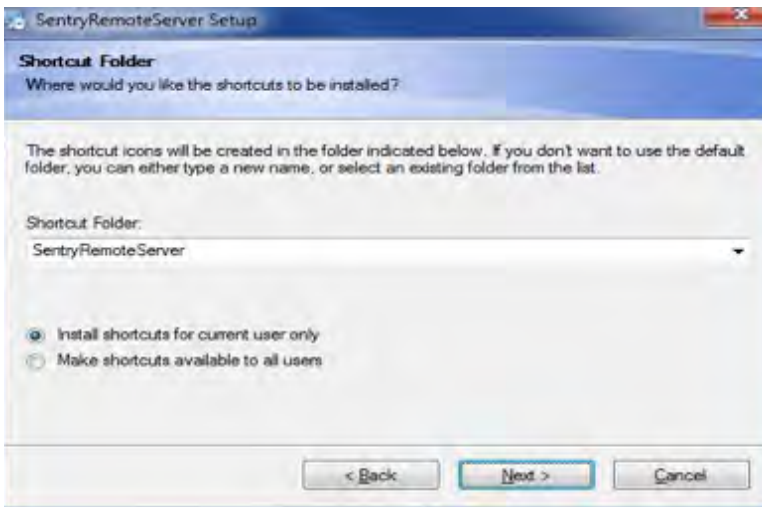 SentryRemoteServer Setup
Shortcut Folder
Where would you like the shortcuts to be installed?
The shortcut icons will be created in the folder indicated below. If you don't want to use the default
folder, you can either type a new name, or select an existing folder from the list.
Shortcut Folder:
SentryRemoteServer
Install shortcuts for current user only
Make shortcuts available to all users
< Back
Next >
Cancel